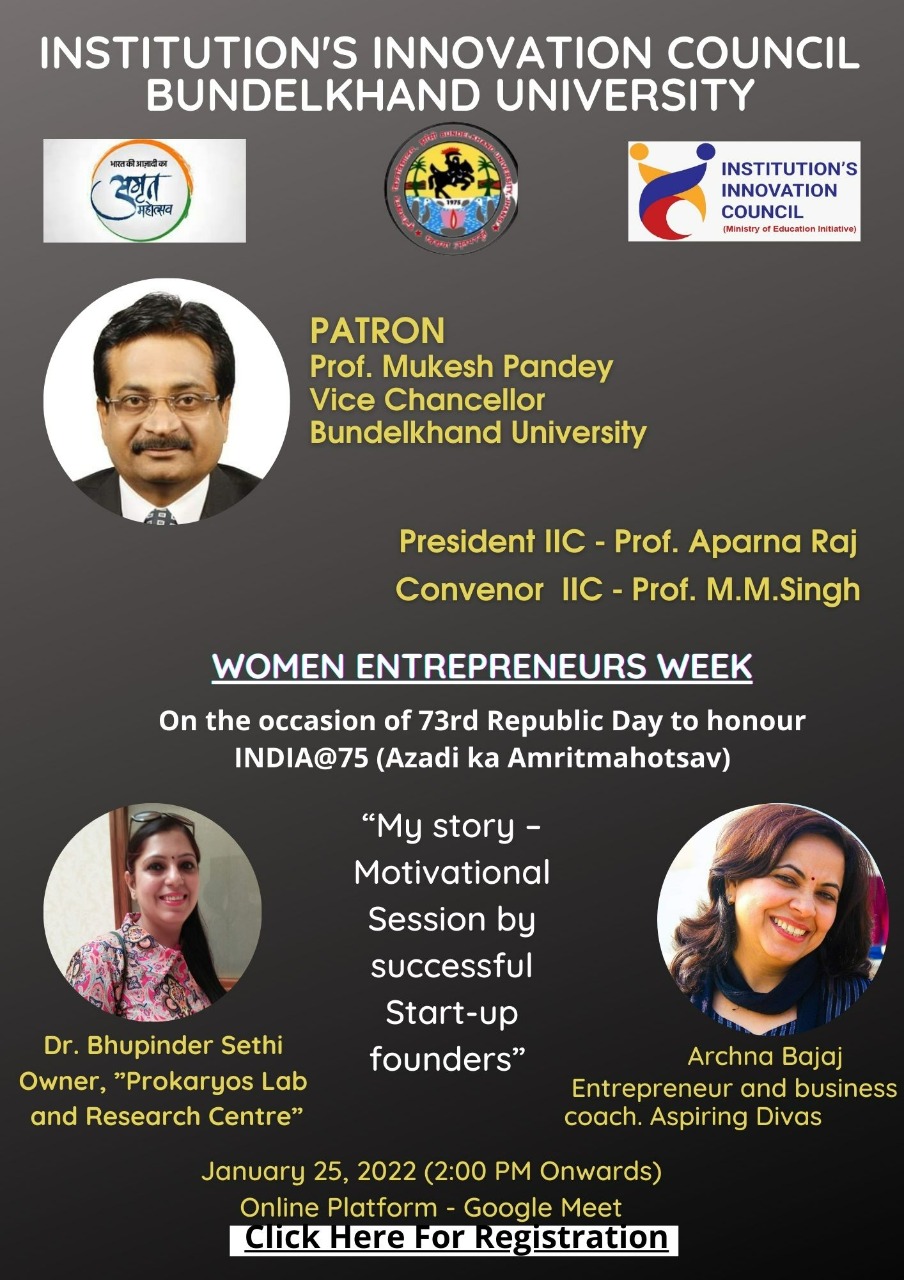 INSTITUTION'S INNOVATION COUNCIL
BUNDELKHAND UNIVERSITY
भारत की आज़ादी का
अमृत
महोत्सव
BUNDELKHAND UNIVERSITY
1975
INSTITUTION'S
INNOVATION
COUNCIL
(Ministry of Education Initiative)
PATRON
Prof. Mukesh Pandey
Vice Chancellor
Bundelkhand University
President IIC - Prof. Aparna Raj
Convenor IIC - Prof. M.M.Singh
WOMEN ENTREPRENEURS WEEK
On the occasion of 73rd Republic Day to honour
INDIA@75 (Azadi ka Amritmahotsav)
“My story –
Motivational
Session by
successful
Start-up
founders”
Dr. Bhupinder Sethi
Owner, ”Prokaryos Lab
and Research Centre”
Archna Bajaj
Entrepreneur and business
coach. Aspiring Divas
January 25, 2022 (2:00 PM Onwards)
Online Platform - Google Meet
Click Here For Registration